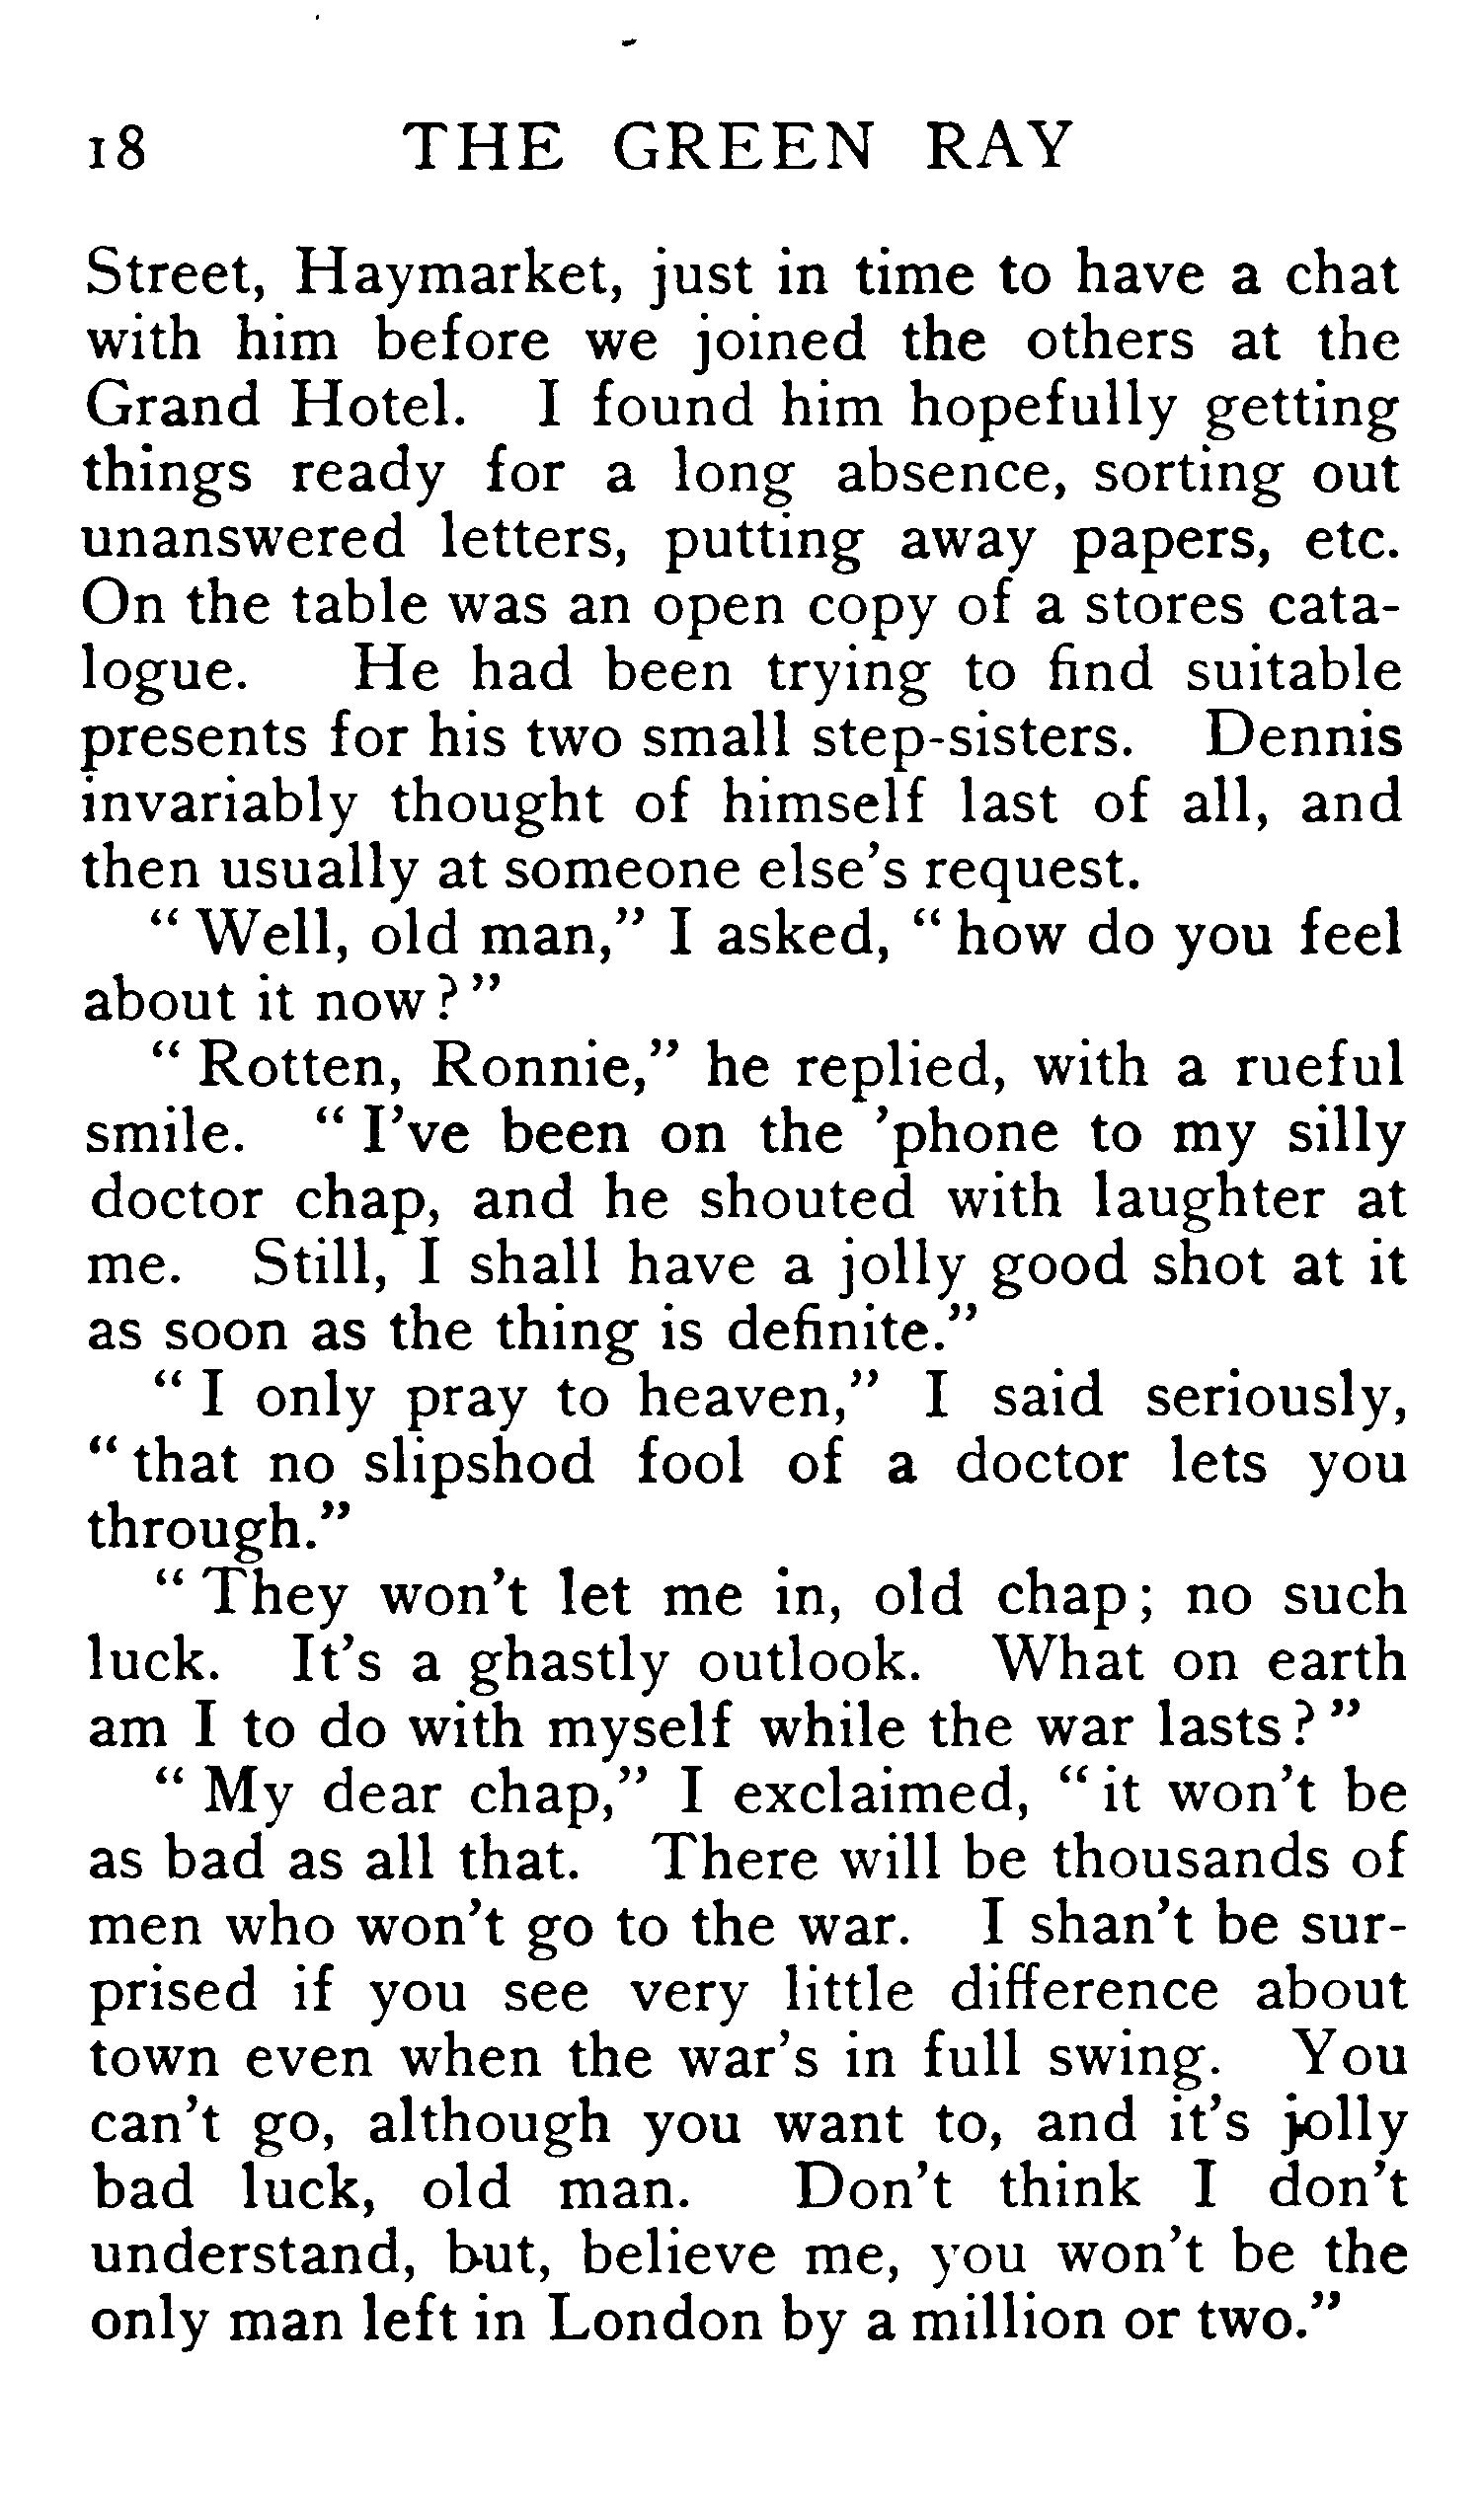 18 THE GREEN RAY
Street, Haymarket, just in time to have a chat
with him before we joined the others at the
Grand Hotel. I found him hopefully getting
things ready for a long absence, sorting out
unanswered letters, putting away papers, etc.
On the table was an open copy of a stores cata-
logue. He had been trying to find suitable
presents for his two small step-sisters. Dennis
invariably thought of himself last of all, and
then usually at someone else's request.
"Well, old man," I asked, "how do you feel
about it now?"
"Rotten, Ronnie," he replied, with a rueful
smile. "I've been on the 'phone to my silly
doctor chap, and he shouted with laughter at
me. Still, I shall have a jolly good shot at it
as soon as the thing is definite."
"I only pray to heaven," I said seriously,
"that no slipshod fool of a doctor lets you
through."
"They won't let me in, old chap; no such
luck. It's a ghastly outlook. What on earth
am I to do with myself while the war lasts?"
"My dear chap," I exclaimed, "it won't be
as bad as all that. There will be thousands of
men who won't go to the war. I shan't be sur-
prised if you see very little difference about
town even when the war's in full swing. You
can't go, although you want to, and it's jolly
bad luck, old man. Don't think I don't
understand, but, believe me, you won't be the
only man left in London by a million or two."